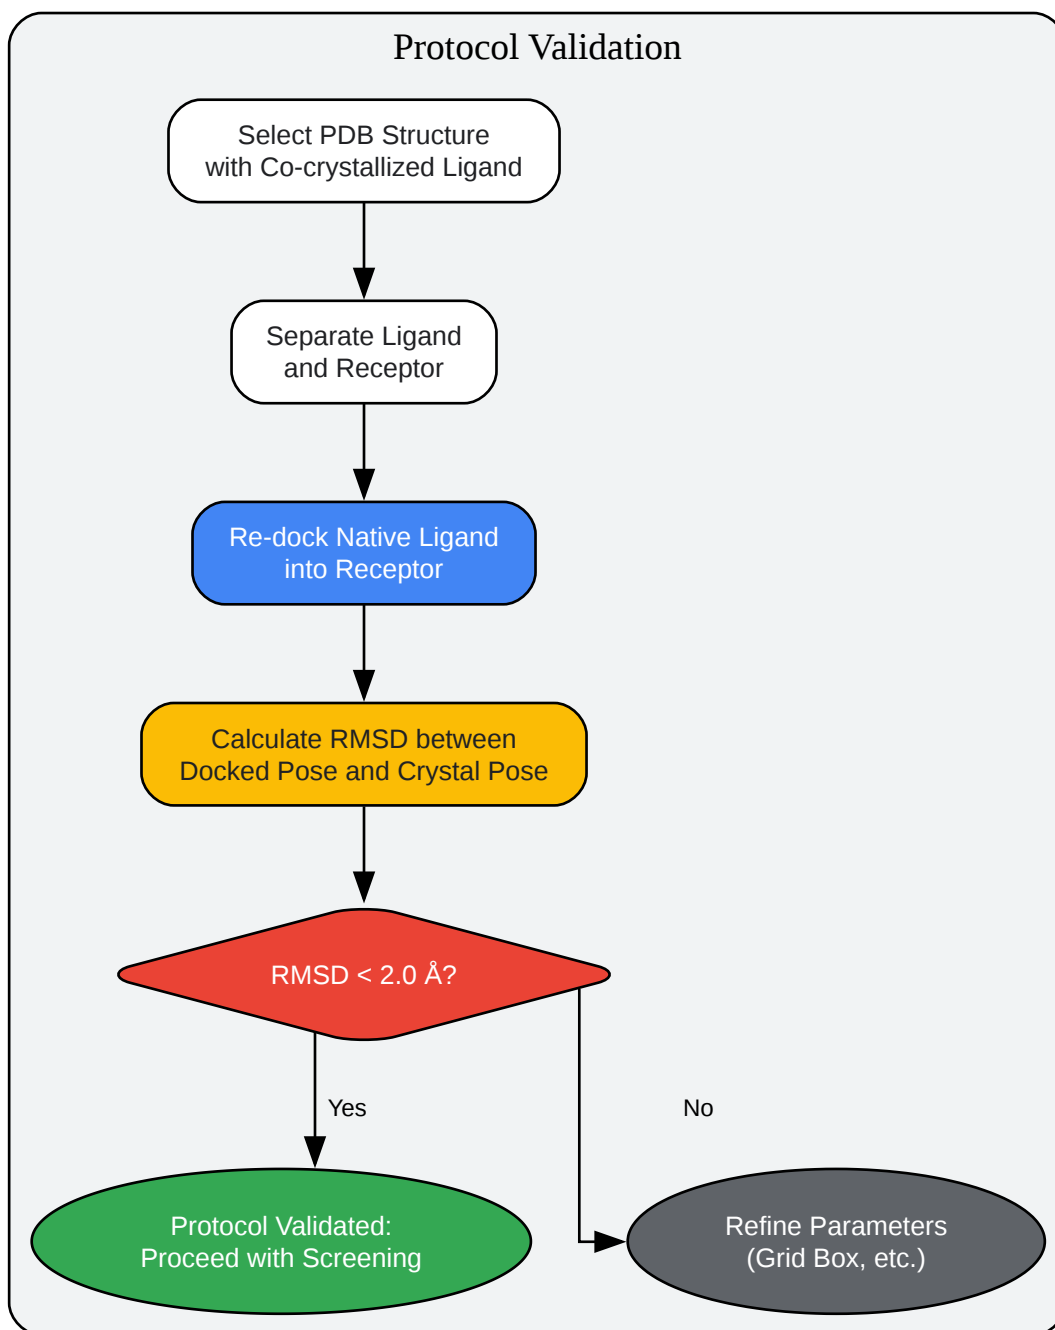 Protocol Validation
Select PDB Structure
with Co-crystallized Ligand
Separate Ligand
and Receptor
Re-dock Native Ligand
into Receptor
Calculate RMSD between
Docked Pose and Crystal Pose
RMSD < 2.0 Å?
Yes
No
Protocol Validated:
Proceed with Screening
Refine Parameters
(Grid Box, etc.)